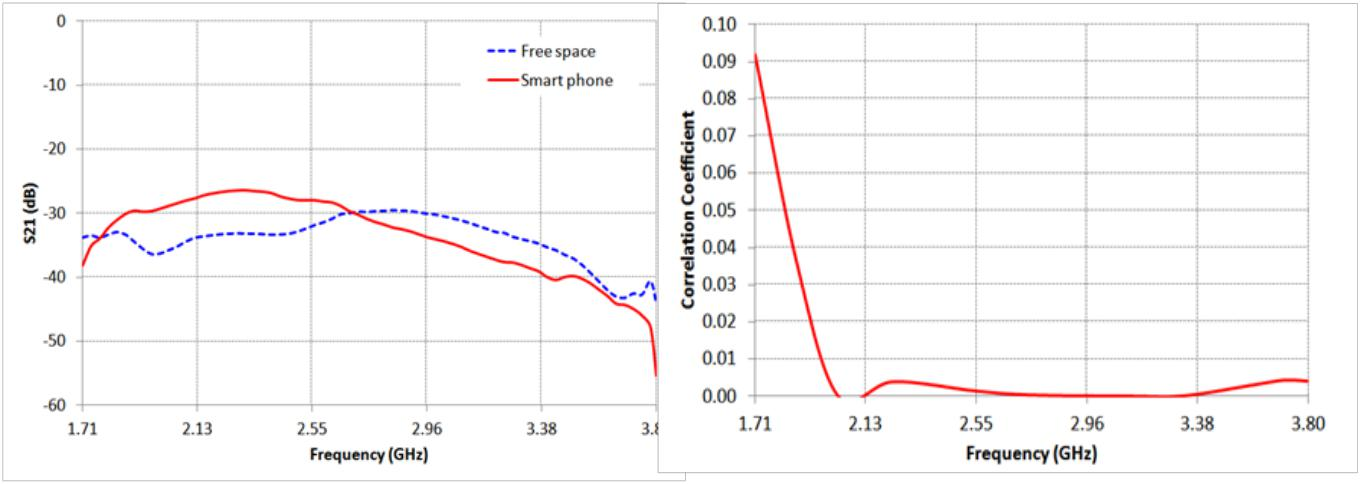 0
-10
-20
-30
-40
-50
-60
S21 (dB)
Free space
Smart phone
1.71 2.13 2.55 2.96 3.38 3.8
Frequency (GHz)
0.10
0.09
0.08
0.07
0.06
0.05
0.04
0.03
0.02
0.01
0.00
Correlation Coefficient
1.71 2.13 2.55 2.96 3.38 3.80
Frequency (GHz)